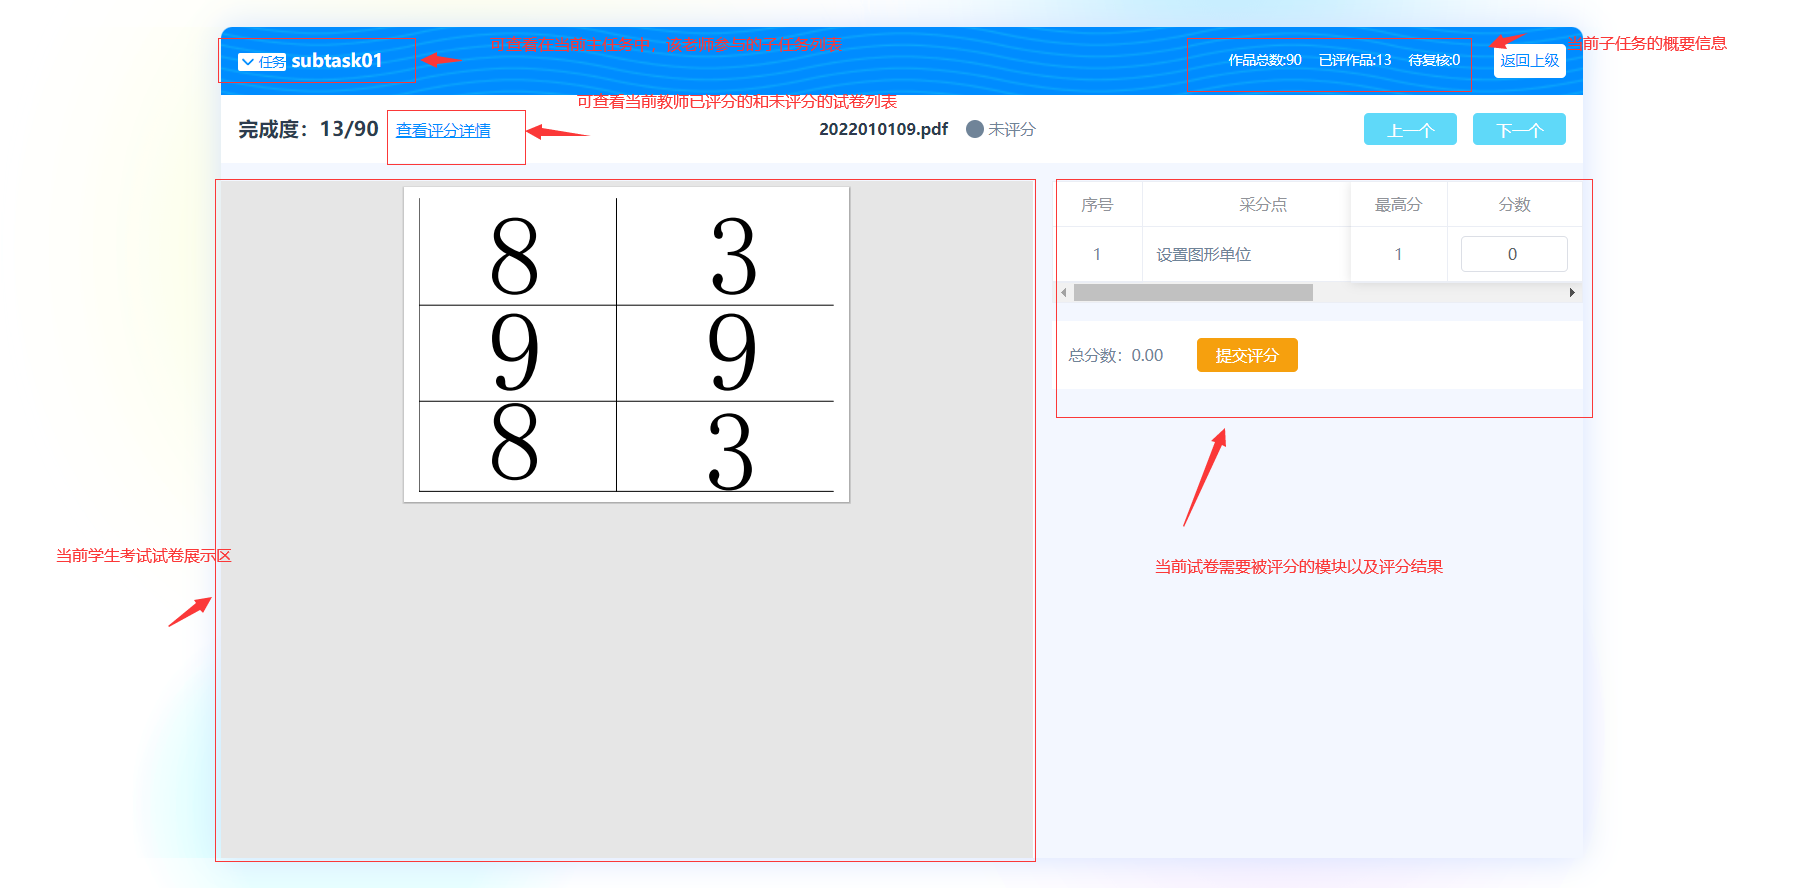 可查看在当前主任务中，该老师参与的子任务列表
当前子任务的概要信息
任务 subtask01
作品总数:90 已评作品:13 待复核:0
返回上级
可查看当前教师已评分的和未评分的试卷列表
完成度：13/90 查看评分详情
2022010109.pdf 未评分
上一个 下一个
序号 采分点 最高分 分数
1 设置图形单位 1 0
总分数：0.00 提交评分
8 3
9 9
8 3
当前学生考试试卷展示区
当前试卷需要被评分的模块以及评分结果